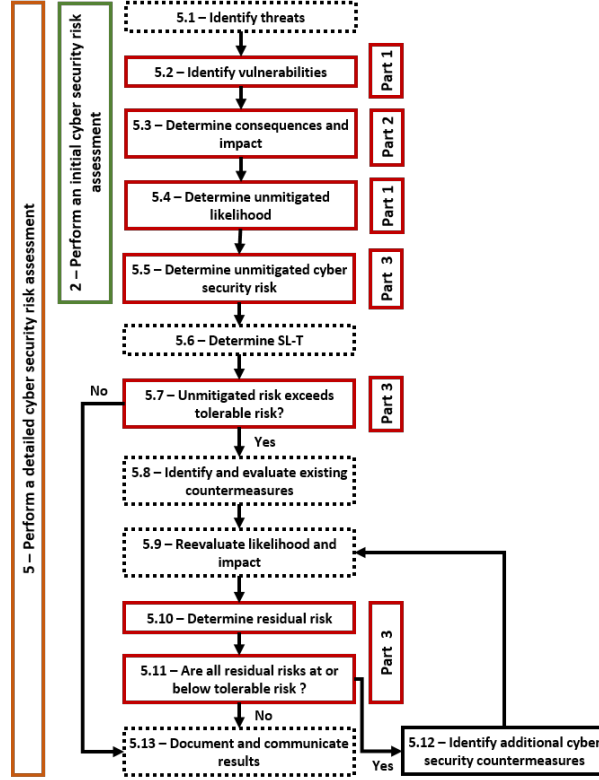 5.1 – Identify threats
5.2 – Identify vulnerabilities
Part 1
5.3 – Determine consequences and
impact
Part 2
5.4 – Determine unmitigated
likelihood
Part 1
5.5 – Determine unmitigated cyber
security risk
Part 3
2 – Perform an initial cyber security risk
assessment
5 – Perform a detailed cyber security risk assessment
5.6 – Determine SL-T
No
5.7 – Unmitigated risk exceeds
tolerable risk?
Part 3
Yes
5.8 – Identify and evaluate existing
countermeasures
5.9 – Reevaluate likelihood and
impact
5.10 – Determine residual risk
Part 3
5.11 – Are all residual risks at or
below tolerable risk ?
No
Yes
5.13 – Document and communicate
results
5.12 – Identify additional cyber
security countermeasures